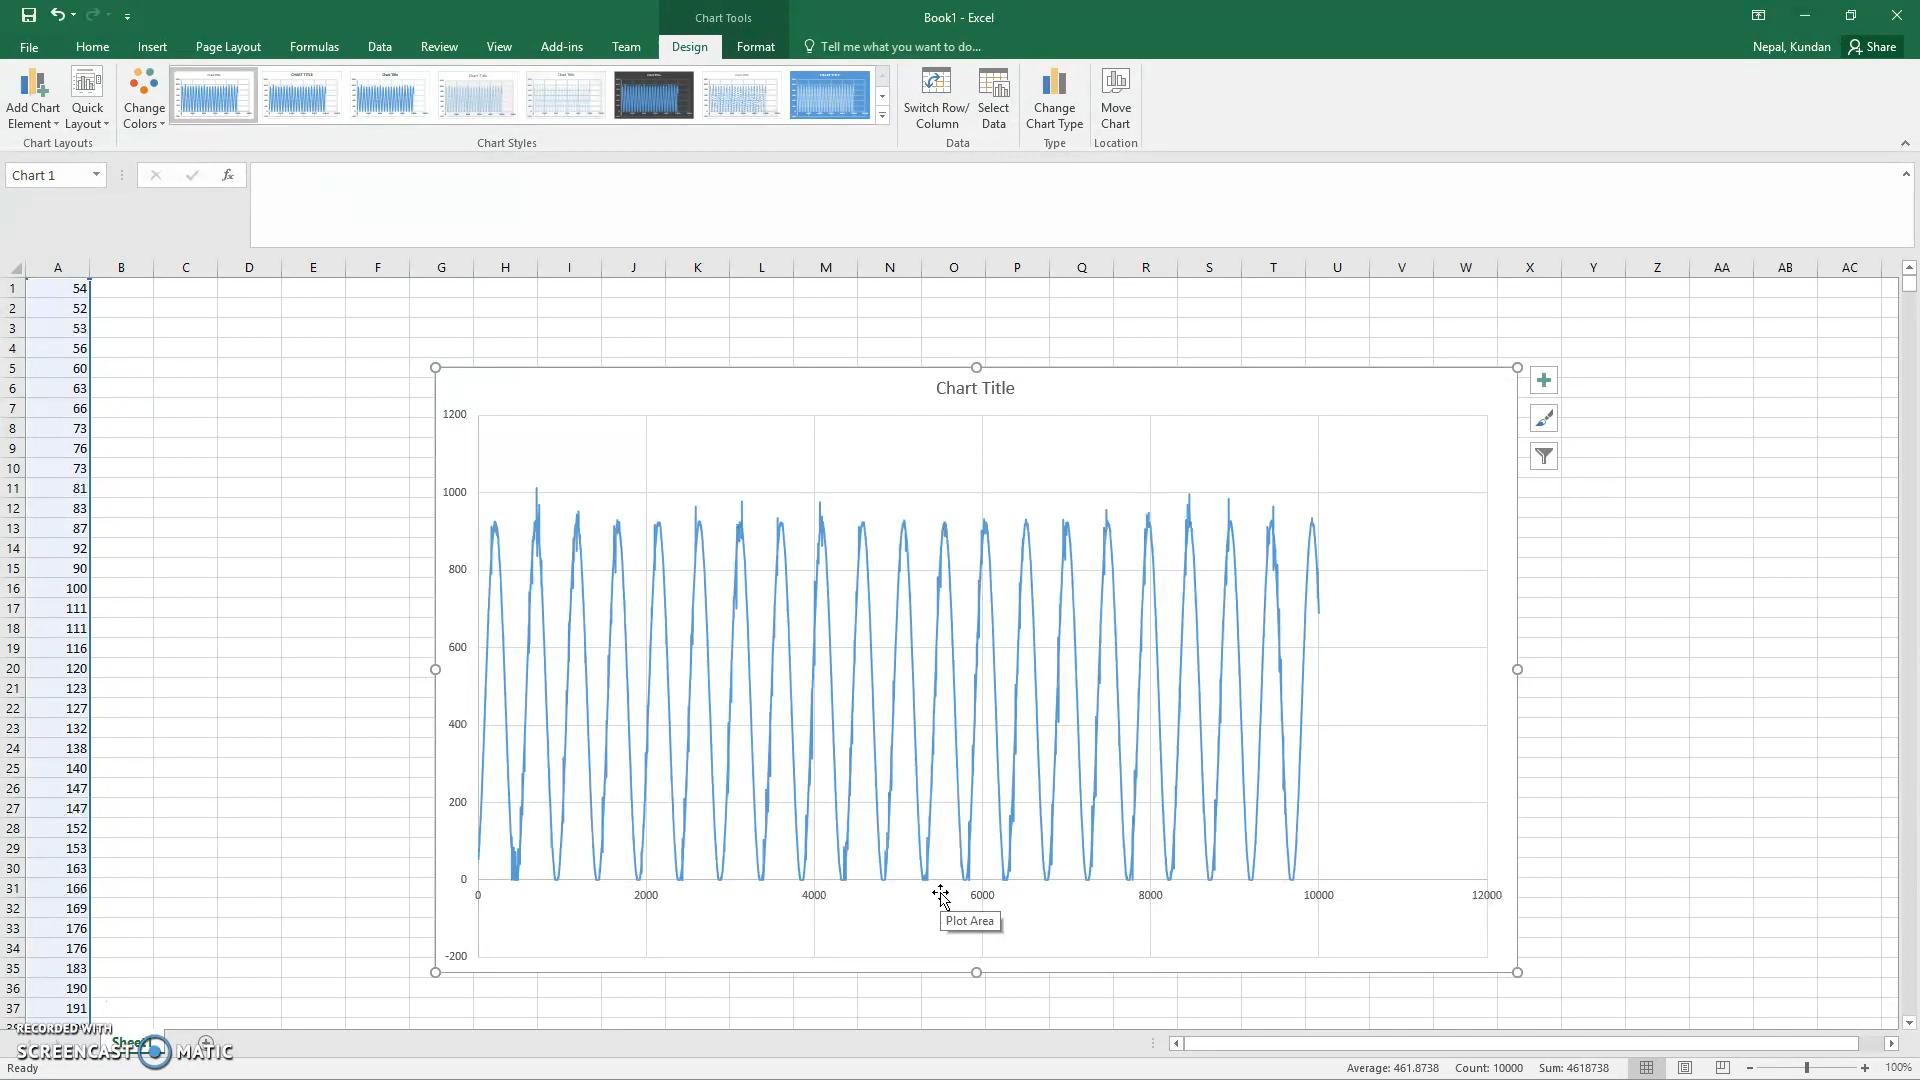 Chart Tools
Book1 - Excel
File Home Insert Page Layout Formulas Data Review View Add-ins Team Design Format Tell me what you want to do... Nepal, Kundan Share
Add Chart Element
Quick Layout
Change Colors
Switch Row/ Column
Select Data
Change Chart Type
Move Chart
Chart Layouts Chart Styles Data Type Location
Chart 1 fx
A B C D E F G H I J K L M N O P Q R S T U V W X Y Z AA AB AC
1 54
2 52
3 53
4 56
5 60
6 63
7 66
8 73
9 76
10 73
11 81
12 83
13 87
14 92
15 90
16 100
17 111
18 111
19 116
20 120
21 123
22 127
23 132
24 138
25 140
26 147
27 147
28 152
29 153
30 163
31 166
32 169
33 176
34 176
35 183
36 190
37 191
Chart Title
1200
1000
800
600
400
200
0
-200
0 2000 4000 6000 8000 10000 12000
Plot Area
RECORDED WITH
SCREENCAST MATIC
Sheet1
Ready Average: 461.8738 Count: 10000 Sum: 4618738 100%